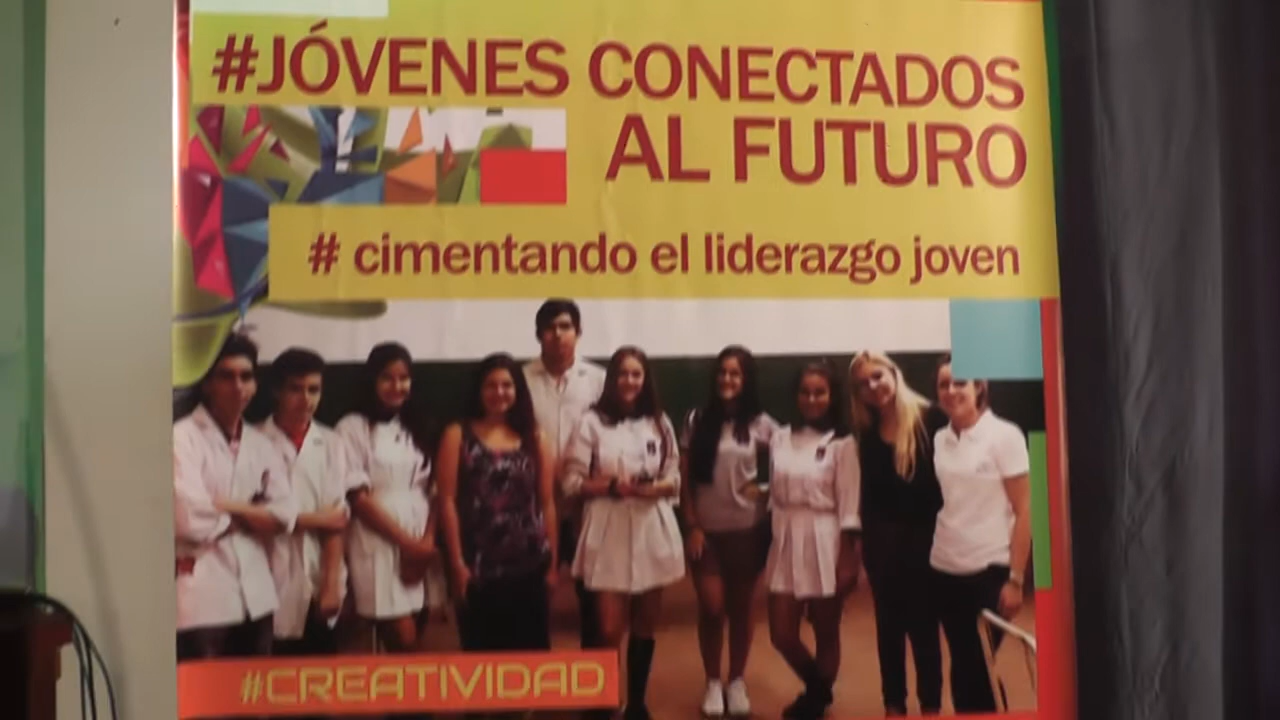 #JÓVENES CONECTADOS
AL FUTURO
# cimentando el liderazgo joven
#CREATIVIDAD